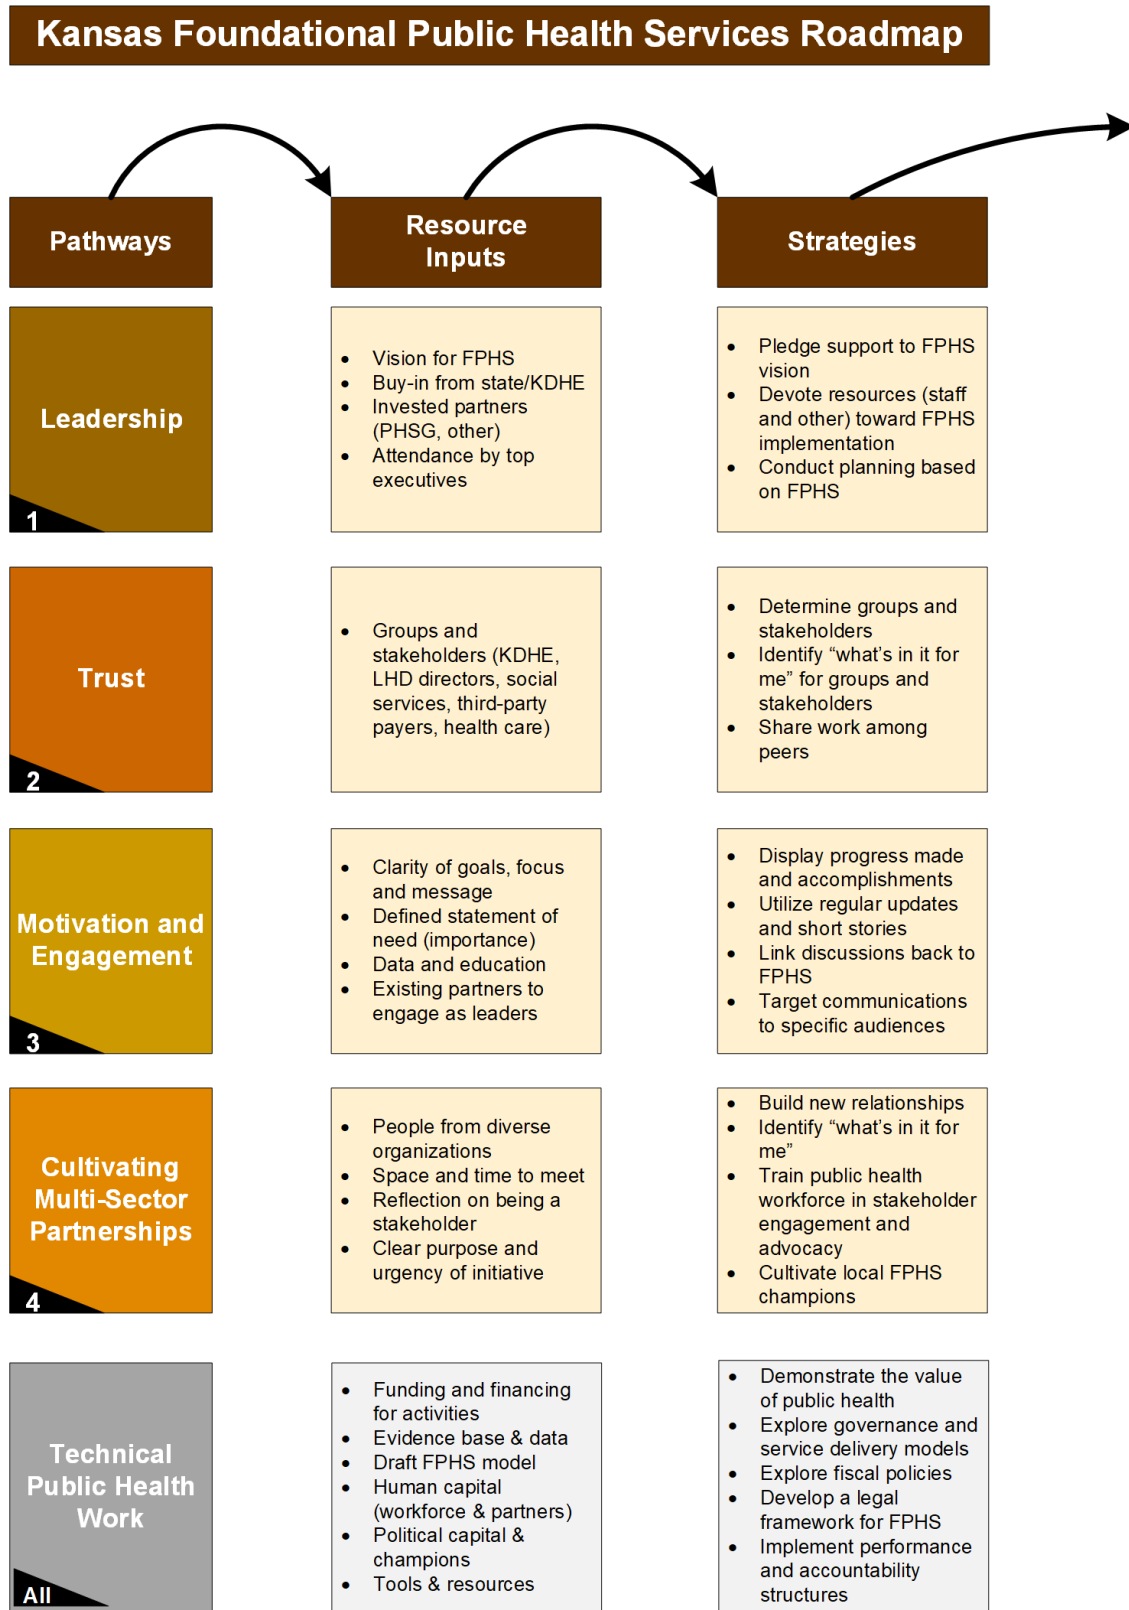 Kansas Foundational Public Health Services Roadmap
Pathways
Resource
Inputs
Strategies
Leadership
1
• Vision for FPHS
• Buy-in from state/KDHE
• Invested partners
(PHSG, other)
• Attendance by top
executives
• Pledge support to FPHS
vision
• Devote resources (staff
and other) toward FPHS
implementation
• Conduct planning based
on FPHS
Trust
2
• Groups and
stakeholders (KDHE,
LHD directors, social
services, third-party
payers, health care)
• Determine groups and
stakeholders
• Identify “what’s in it for
me” for groups and
stakeholders
• Share work among
peers
Motivation and
Engagement
3
• Clarity of goals, focus
and message
• Defined statement of
need (importance)
• Data and education
• Existing partners to
engage as leaders
• Display progress made
and accomplishments
• Utilize regular updates
and short stories
• Link discussions back to
FPHS
• Target communications
to specific audiences
Cultivating
Multi-Sector
Partnerships
4
• People from diverse
organizations
• Space and time to meet
• Reflection on being a
stakeholder
• Clear purpose and
urgency of initiative
• Build new relationships
• Identify “what’s in it for
me”
• Train public health
workforce in stakeholder
engagement and
advocacy
• Cultivate local FPHS
champions
Technical
Public Health
Work
All
• Funding and financing
for activities
• Evidence base & data
• Draft FPHS model
• Human capital
(workforce & partners)
• Political capital &
champions
• Tools & resources
• Demonstrate the value
of public health
• Explore governance and
service delivery models
• Explore fiscal policies
• Develop a legal
framework for FPHS
• Implement performance
and accountability
structures